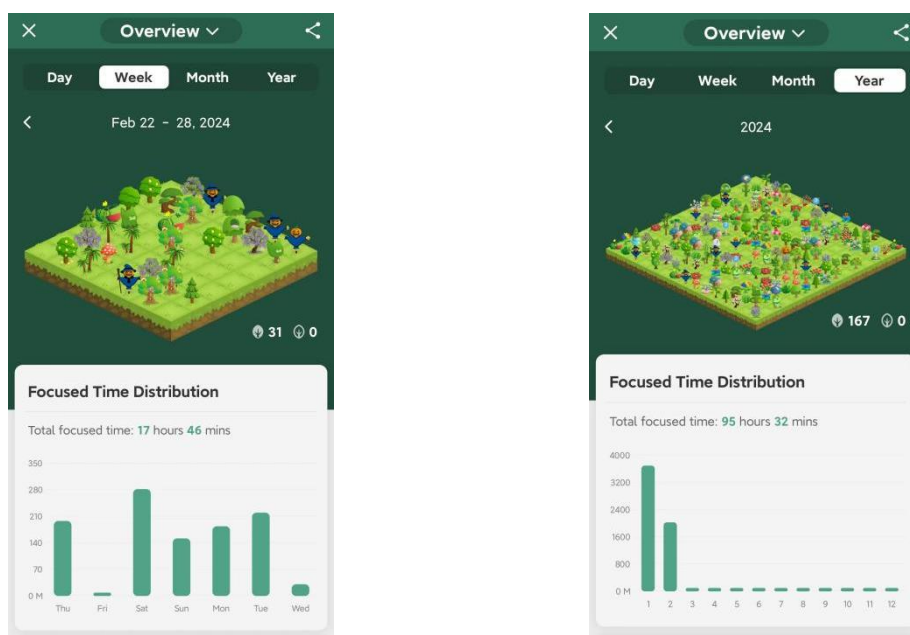 Overview
Day Week Month Year
Feb 22 - 28, 2024
31 0
Focused Time Distribution
Total focused time: 17 hours 46 mins
350
280
210
140
70
0 M
Thu Fri Sat Sun Mon Tue Wed
Overview
Day Week Month Year
2024
167 0
Focused Time Distribution
Total focused time: 95 hours 32 mins
4000
3200
2400
1600
800
0 M
1 2 3 4 5 6 7 8 9 10 11 12